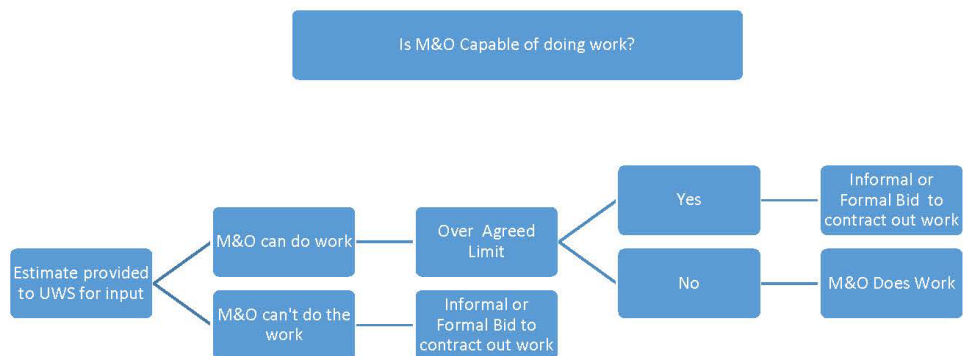 Is M&O Capable of doing work?
Estimate provided
to UWS for input
M&O can do work
M&O can't do the
work
Over Agreed
Limit
Informal or
Formal Bid to
contract out work
Yes
No
Informal or
Formal Bid to
contract out work
M&O Does Work